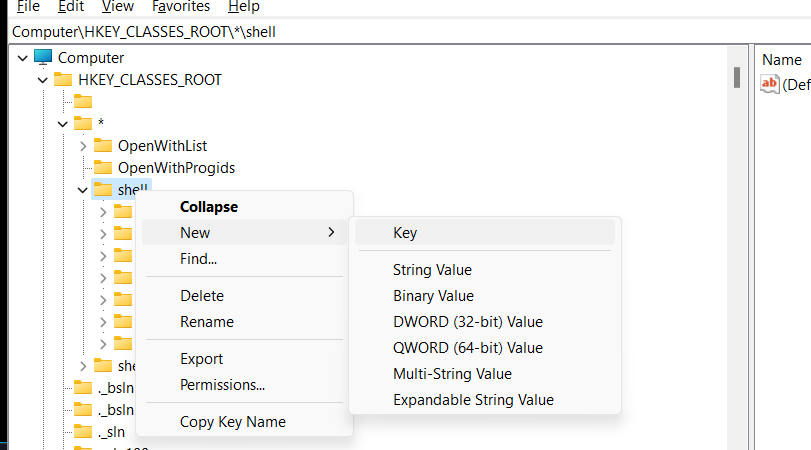 File Edit View Favorites Help
Computer\HKEY_CLASSES_ROOT\*\shell
Computer
HKEY_CLASSES_ROOT
*
OpenWithList
OpenWithProgids
shell
Collapse
New
Find...
Delete
Rename
Export
Permissions...
Copy Key Name
Key
String Value
Binary Value
DWORD (32-bit) Value
QWORD (64-bit) Value
Multi-String Value
Expandable String Value
she
._bsln
._bsln
._sln
Name
ab
(Def